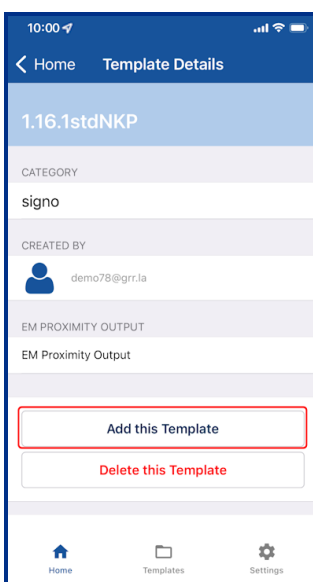 10:00
Home Template Details
1.16.1stdNKP
CATEGORY
signo
CREATED BY
demo78@grr.la
EM PROXIMITY OUTPUT
EM Proximity Output
Add this Template
Delete this Template
Home Templates Settings